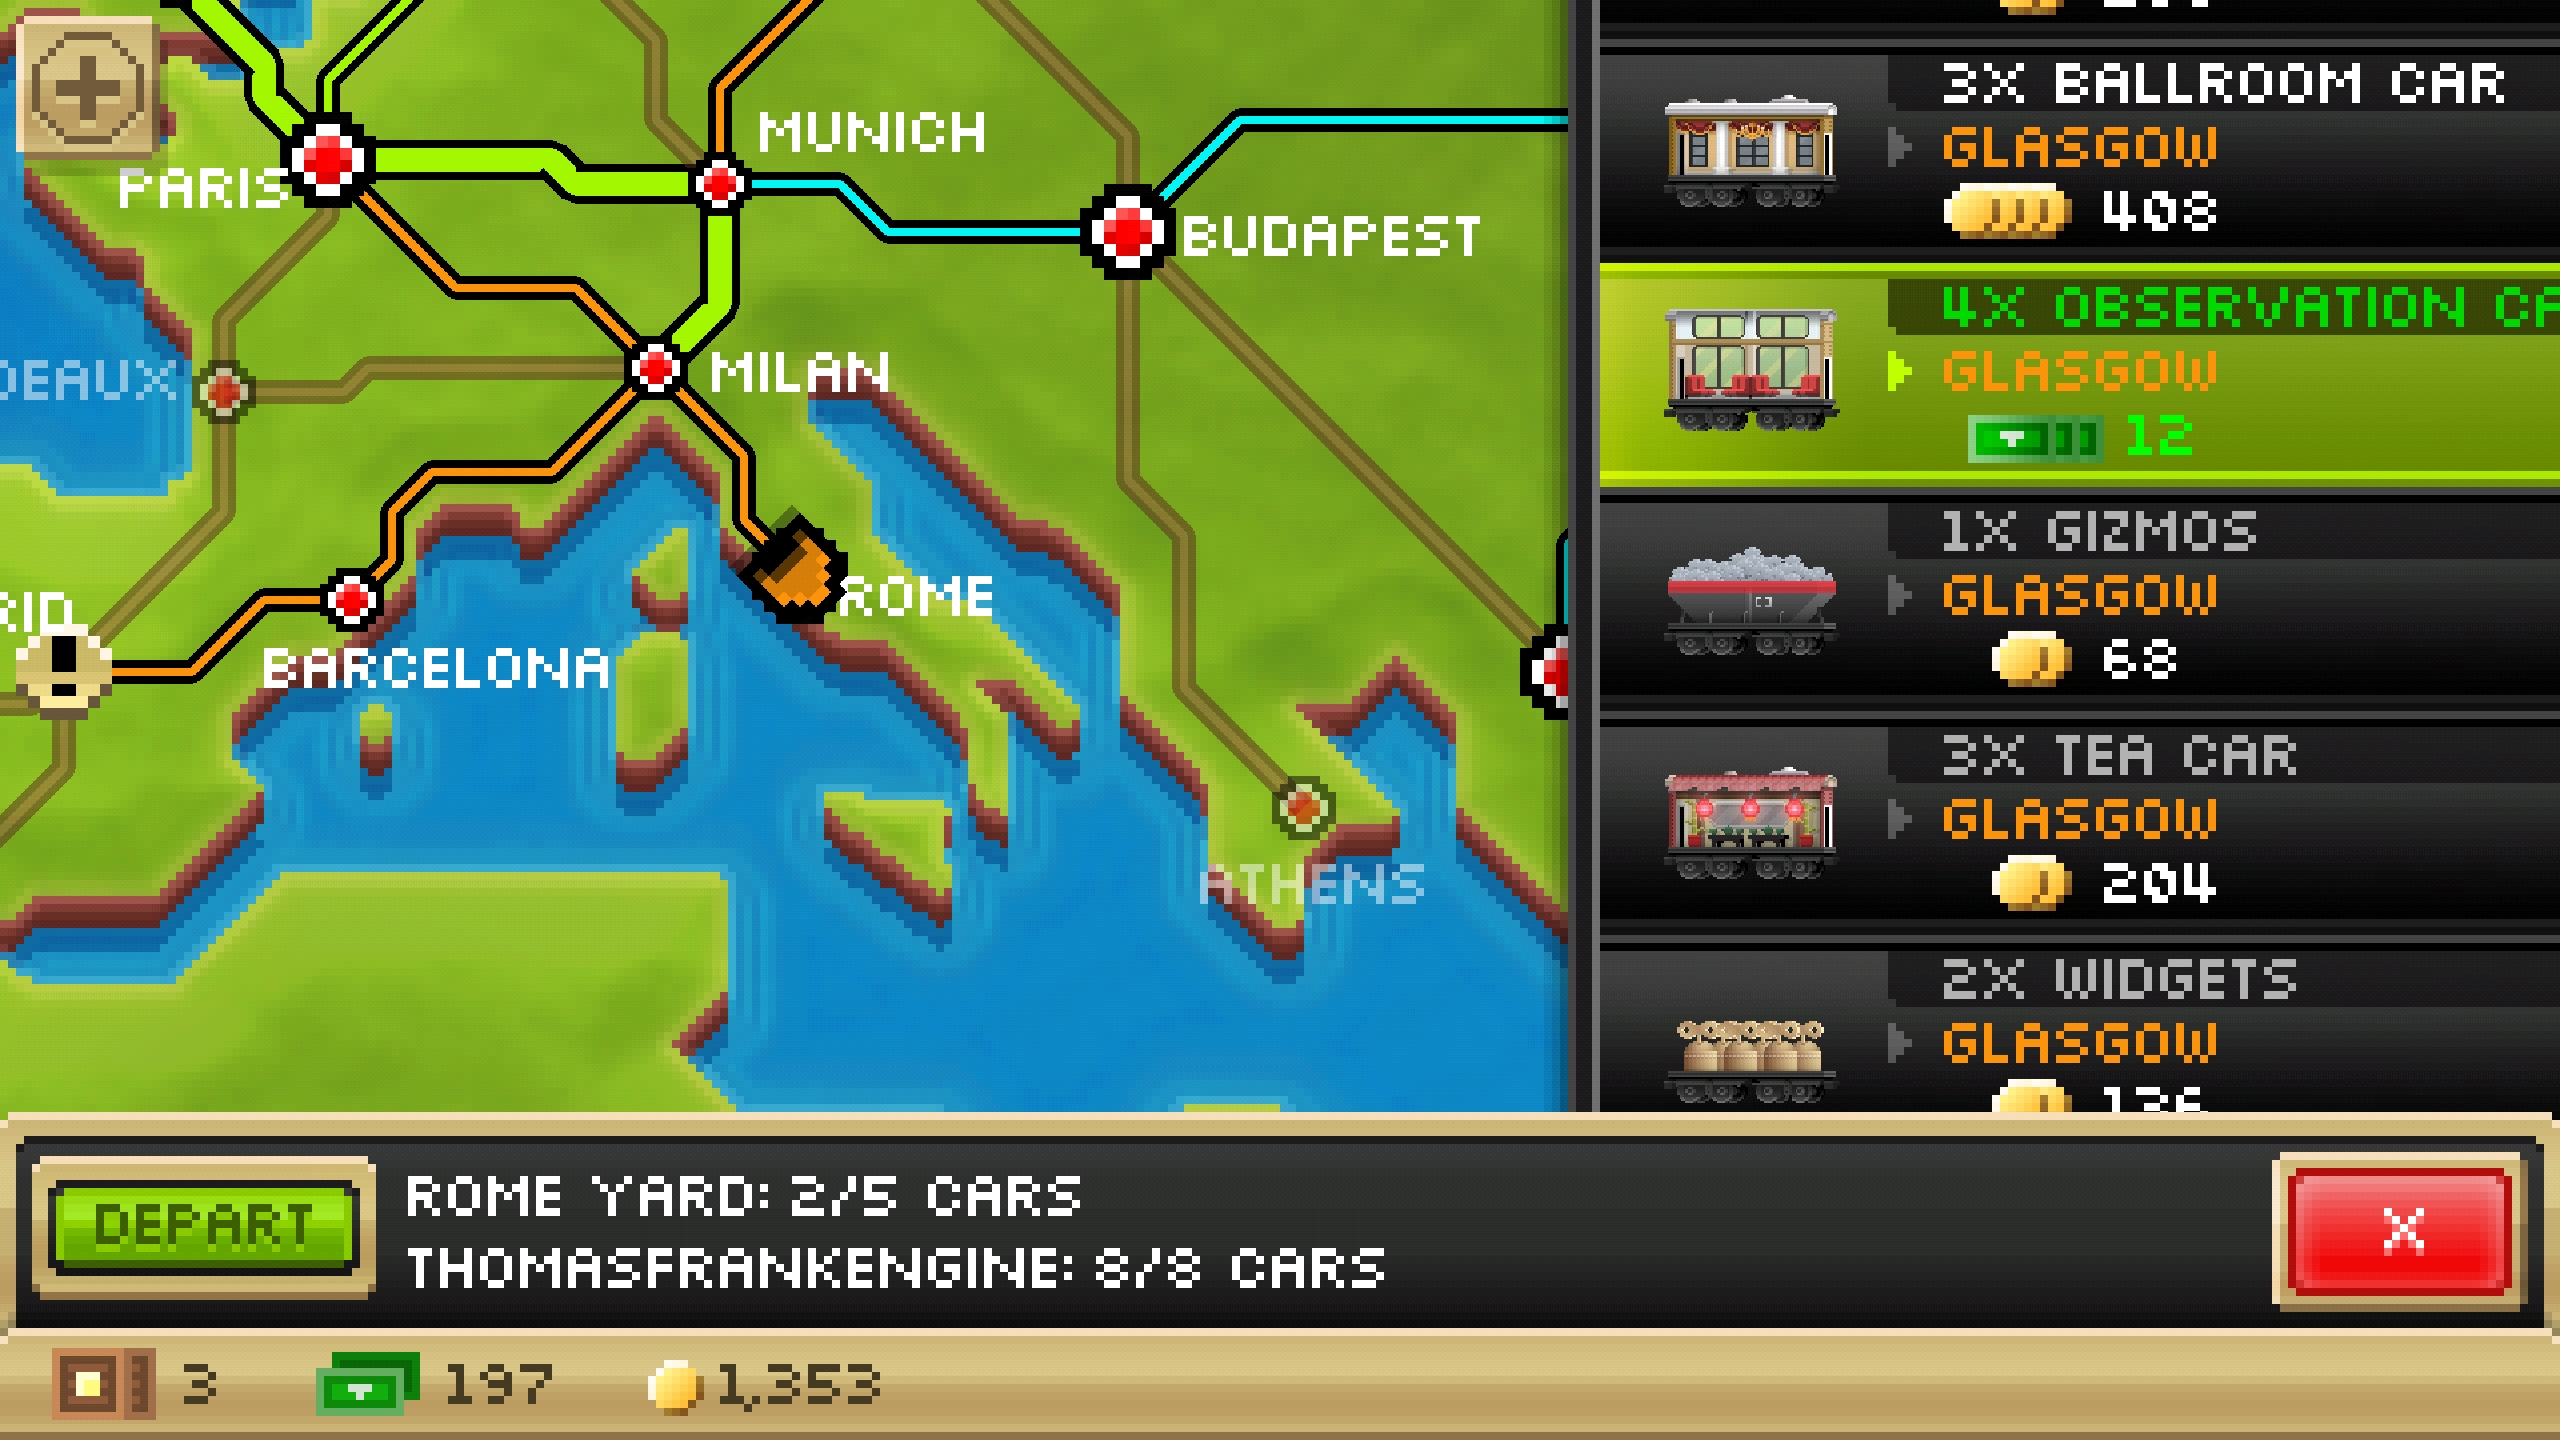 3X BALLROOM CAR
GLASGOW
408
4X OBSERVATION
GLASGOW
12
1X GIZMOS
GLASGOW
68
3X TEA CAR
GLASGOW
204
2X WIDGETS
GLASGOW
136
MUNICH
PARIS
BUDAPEST
DEAUX
MILAN
ROME
RID
BARCELONA
ATHENS
DEPART
ROME YARD: 2/5 CARS
THOMASFRANKENGINE: 8/8 CARS
X
3
197
1,353